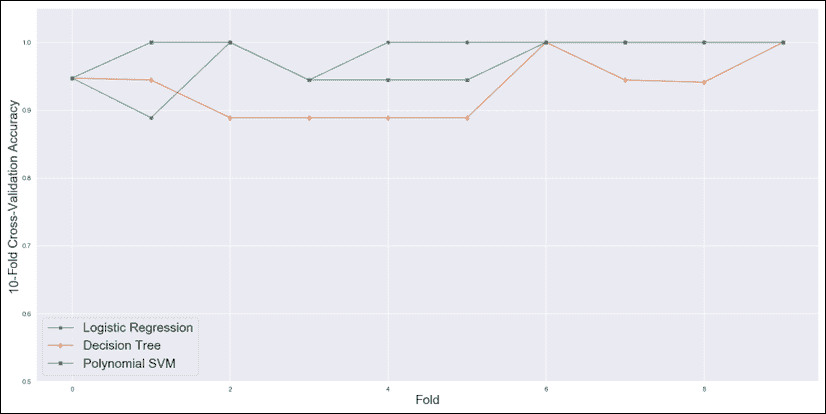 1.0
0.9
0.8
0.7
0.6
0.5
10-Fold Cross-Validation Accuracy
Logistic Regression
Decision Tree
Polynomial SVM
0 2 4 6 8
Fold